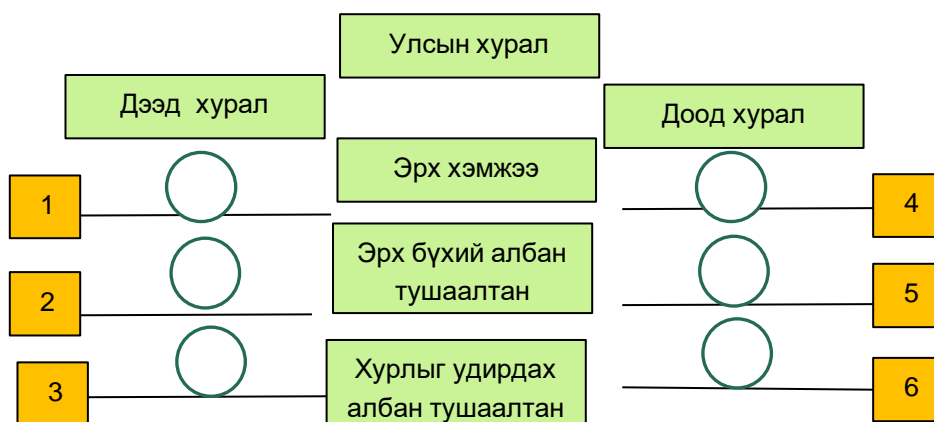 Улсын хурал
Дээд хурал
Доод хурал
Эрх хэмжээ
1
4
Эрх бүхий албан
тушаалтан
2
5
Хурлыг удирдах
албан тушаалтан
3
6